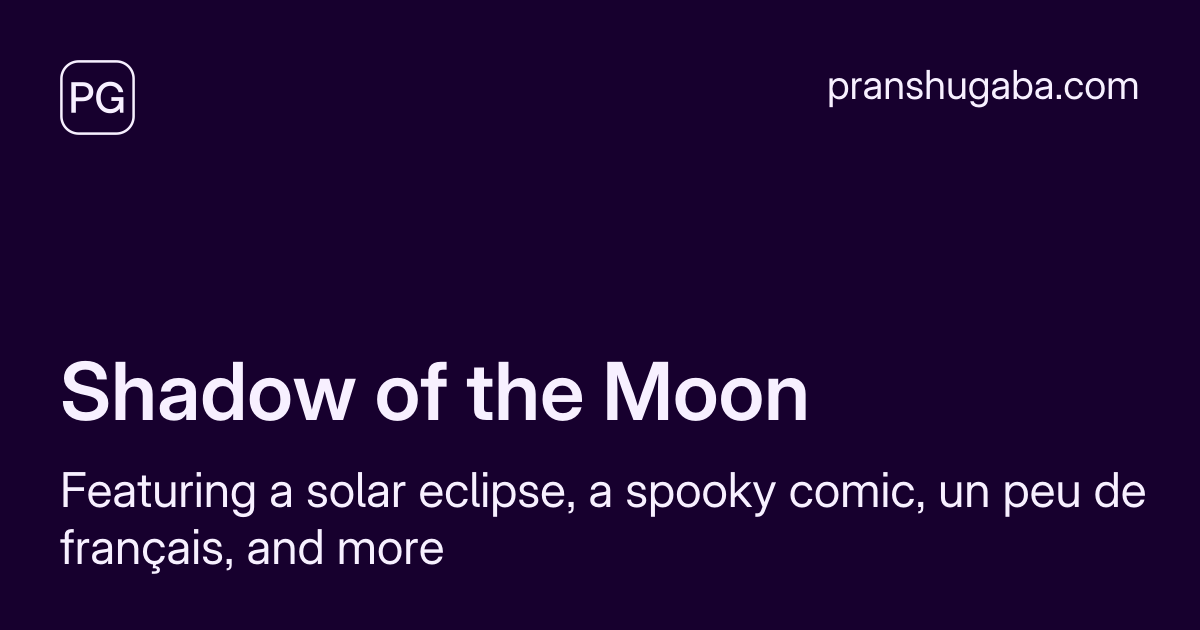 PG
pranshugaba.com
Shadow of the Moon
Featuring a solar eclipse, a spooky comic, un peu de
français, and more